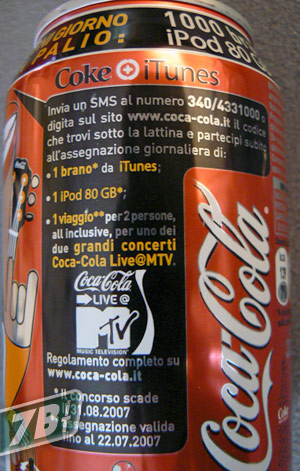 GIORNO
PALIO:
1000
iPod 80
Coke iTunes
Invia un SMS al numero 340/4331000 o
digita sul sito www.coca-cola.it il codice
che trovi sotto la lattina e partecipi subito
all'assegnazione giornaliera di:
• 1 brano* da iTunes;
• 1 iPod 80 GB*;
• 1 viaggio** per 2 persone,
all inclusive, per uno dei
due grandi concerti
Coca-Cola Live@MTV.
Coca-Cola
LIVE @
MTV
MUSIC TELEVISION
Regolamento completo su
www.coca-cola.it
* Il concorso scade
31.08.2007
assegnazione valida
fino al 22.07.2007
Coca-Cola
7B